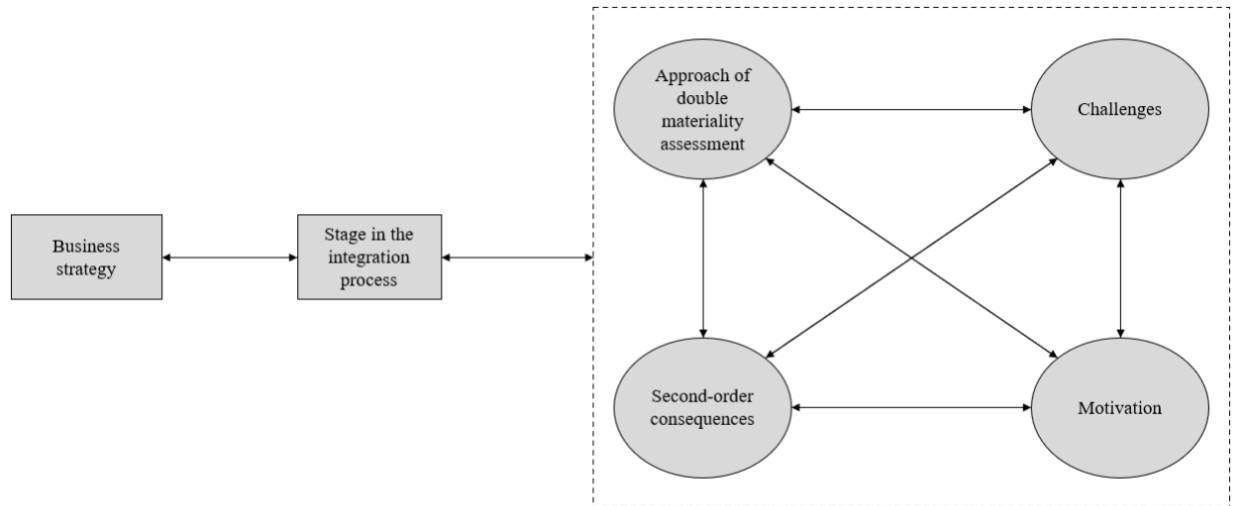 Business
strategy
Stage in the
integration
process
Approach of
double
materiality
assessment
Challenges
Second-order
consequences
Motivation